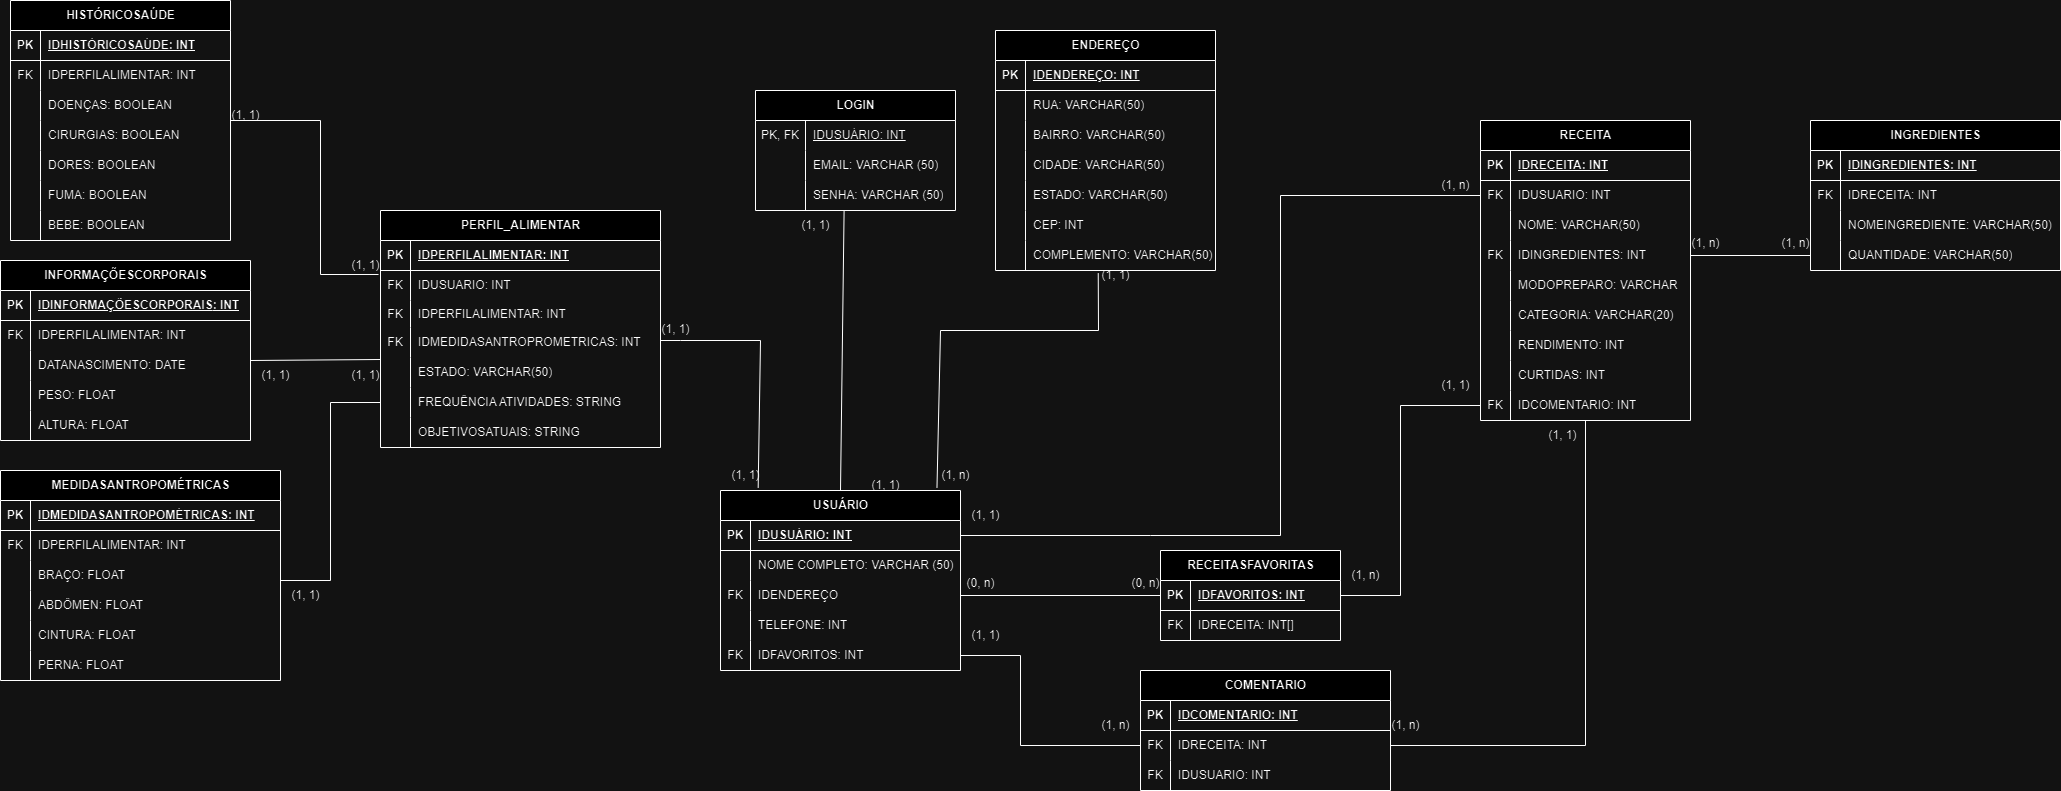 HISTÓRICOSAÚDE
PK IDHISTÓRICOSAÚDE: INT
FK IDPERFILALIMENTAR: INT
DOENÇAS: BOOLEAN
CIRURGIAS: BOOLEAN
DORES: BOOLEAN
FUMA: BOOLEAN
BEBE: BOOLEAN
(1, 1)
(1, 1)
INFORMAÇÕESCORPORAIS
PK IDINFORMAÇÕESCORPORAIS: INT
FK IDPERFILALIMENTAR: INT
DATANASCIMENTO: DATE
PESO: FLOAT
ALTURA: FLOAT
(1, 1)
(1, 1)
MEDIDASANTROPOMÉTRICAS
PK IDMEDIDASANTROPOMÉTRICAS: INT
FK IDPERFILALIMENTAR: INT
BRAÇO: FLOAT
ABDÔMEN: FLOAT
CINTURA: FLOAT
PERNA: FLOAT
(1, 1)
PERFIL_ALIMENTAR
PK IDPERFILALIMENTAR: INT
FK IDUSUARIO: INT
FK IDPERFILALIMENTAR: INT
FK IDMEDIDASANTROPROMETRICAS: INT
ESTADO: VARCHAR(50)
FREQUÊNCIA ATIVIDADES: STRING
OBJETIVOSATUAIS: STRING
(1, 1)
(1, 1)
LOGIN
PK, FK IDUSUÁRIO: INT
EMAIL: VARCHAR (50)
SENHA: VARCHAR (50)
(1, 1)
(1, 1)
ENDEREÇO
PK IDENDEREÇO: INT
RUA: VARCHAR(50)
BAIRRO: VARCHAR(50)
CIDADE: VARCHAR(50)
ESTADO: VARCHAR(50)
CEP: INT
COMPLEMENTO: VARCHAR(50)
(1, 1)
(1, n)
USUÁRIO
PK IDUSUÁRIO: INT
NOME COMPLETO: VARCHAR (50)
FK IDENDEREÇO
TELEFONE: INT
FK IDFAVORITOS: INT
(1, 1)
(0, n)
(0, n)
(1, 1)
RECEITASFAVORITAS
PK IDFAVORITOS: INT
FK IDRECEITA: INT[]
(1, n)
(1, 1)
COMENTARIO
PK IDCOMENTARIO: INT
FK IDRECEITA: INT
FK IDUSUARIO: INT
(1, n)
(1, n)
RECEITA
PK IDRECEITA: INT
FK IDUSUARIO: INT
NOME: VARCHAR(50)
FK IDINGREDIENTES: INT
MODOPREPARO: VARCHAR
CATEGORIA: VARCHAR(20)
RENDIMENTO: INT
CURTIDAS: INT
FK IDCOMENTARIO: INT
(1, n)
(1, 1)
(1, n)
(1, n)
INGREDIENTES
PK IDINGREDIENTES: INT
FK IDRECEITA: INT
NOMEINGREDIENTE: VARCHAR(50)
QUANTIDADE: VARCHAR(50)